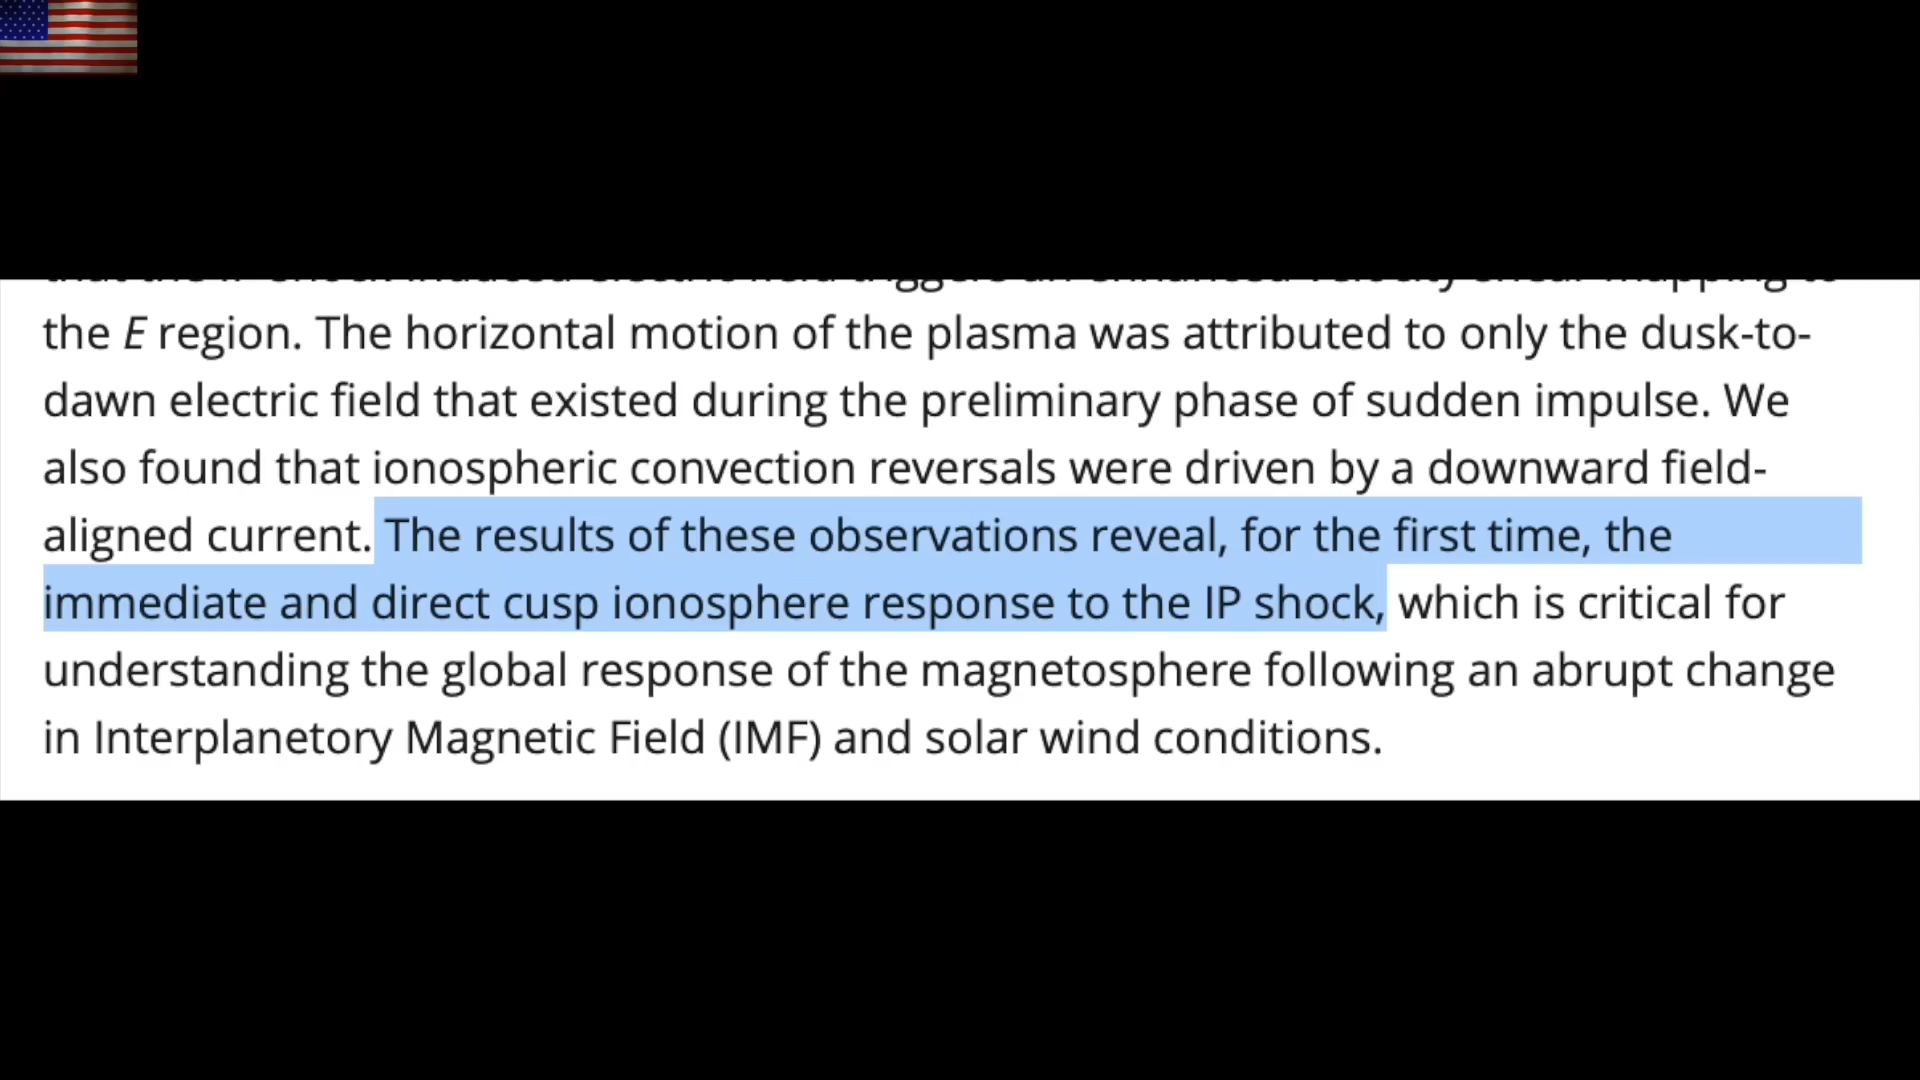 the E region. The horizontal motion of the plasma was attributed to only the dusk-to-
dawn electric field that existed during the preliminary phase of sudden impulse. We
also found that ionospheric convection reversals were driven by a downward field-
aligned current. The results of these observations reveal, for the first time, the
immediate and direct cusp ionosphere response to the IP shock, which is critical for
understanding the global response of the magnetosphere following an abrupt change
in Interplanetory Magnetic Field (IMF) and solar wind conditions.